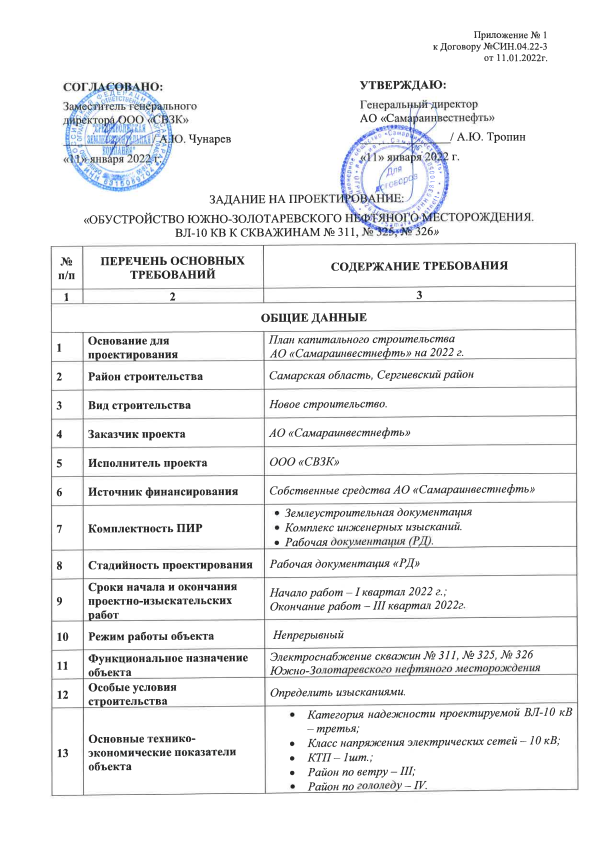 Приложение № 1
к Договору №СИН.04.22-3
от 11.01.2022г.
СОГЛАСОВАНО:
Заместитель генерального
директора ООО «СВЗК»
/ А.Ю. Чунарев
«11» января 2022 г.
УТВЕРЖДАЮ:
Генеральный директор
АО «Самараинвестнефть»
/ А.Ю. Тропин
«11» января 2022 г.
Для
договоров
ЗАДАНИЕ НА ПРОЕКТИРОВАНИЕ:
«ОБУСТРОЙСТВО ЮЖНО-ЗОЛОТАРЕВСКОГО НЕФТЯНОГО МЕСТОРОЖДЕНИЯ.
ВЛ-10 КВ К СКВАЖИНАМ № 311, № 325, № 326»
№ п/п ПЕРЕЧЕНЬ ОСНОВНЫХ ТРЕБОВАНИЙ СОДЕРЖАНИЕ ТРЕБОВАНИЯ
1 2 3
ОБЩИЕ ДАННЫЕ
1 Основание для проектирования
План капитального строительства
АО «Самараинвестнефть» на 2022 г.
2 Район строительства Самарская область, Сергиевский район
3 Вид строительства Новое строительство.
4 Заказчик проекта АО «Самараинвестнефть»
5 Исполнитель проекта ООО «СВЗК»
6 Источник финансирования Собственные средства АО «Самараинвестнефть»
7 Комплектность ПИР
• Землеустроительная документация
• Комплекс инженерных изысканий.
• Рабочая документация (РД).
8 Стадийность проектирования Рабочая документация «РД»
9 Сроки начала и окончания
проектно-изыскательских
работ
Начало работ – I квартал 2022 г.;
Окончание работ – III квартал 2022г.
10 Режим работы объекта Непрерывный
11 Функциональное назначение
объекта
Электроснабжение скважин № 311, № 325, № 326
Южно-Золотаревского нефтяного месторождения
12 Особые условия
строительства
Определить изысканиями.
13 Основные технико-
экономические показатели
объекта
• Категория надежности проектируемой ВЛ-10 кВ
– третья;
• Класс напряжения электрических сетей – 10 кВ;
• КТП – 1шт.;
• Район по ветру – III;
• Район по гололеду – IV.